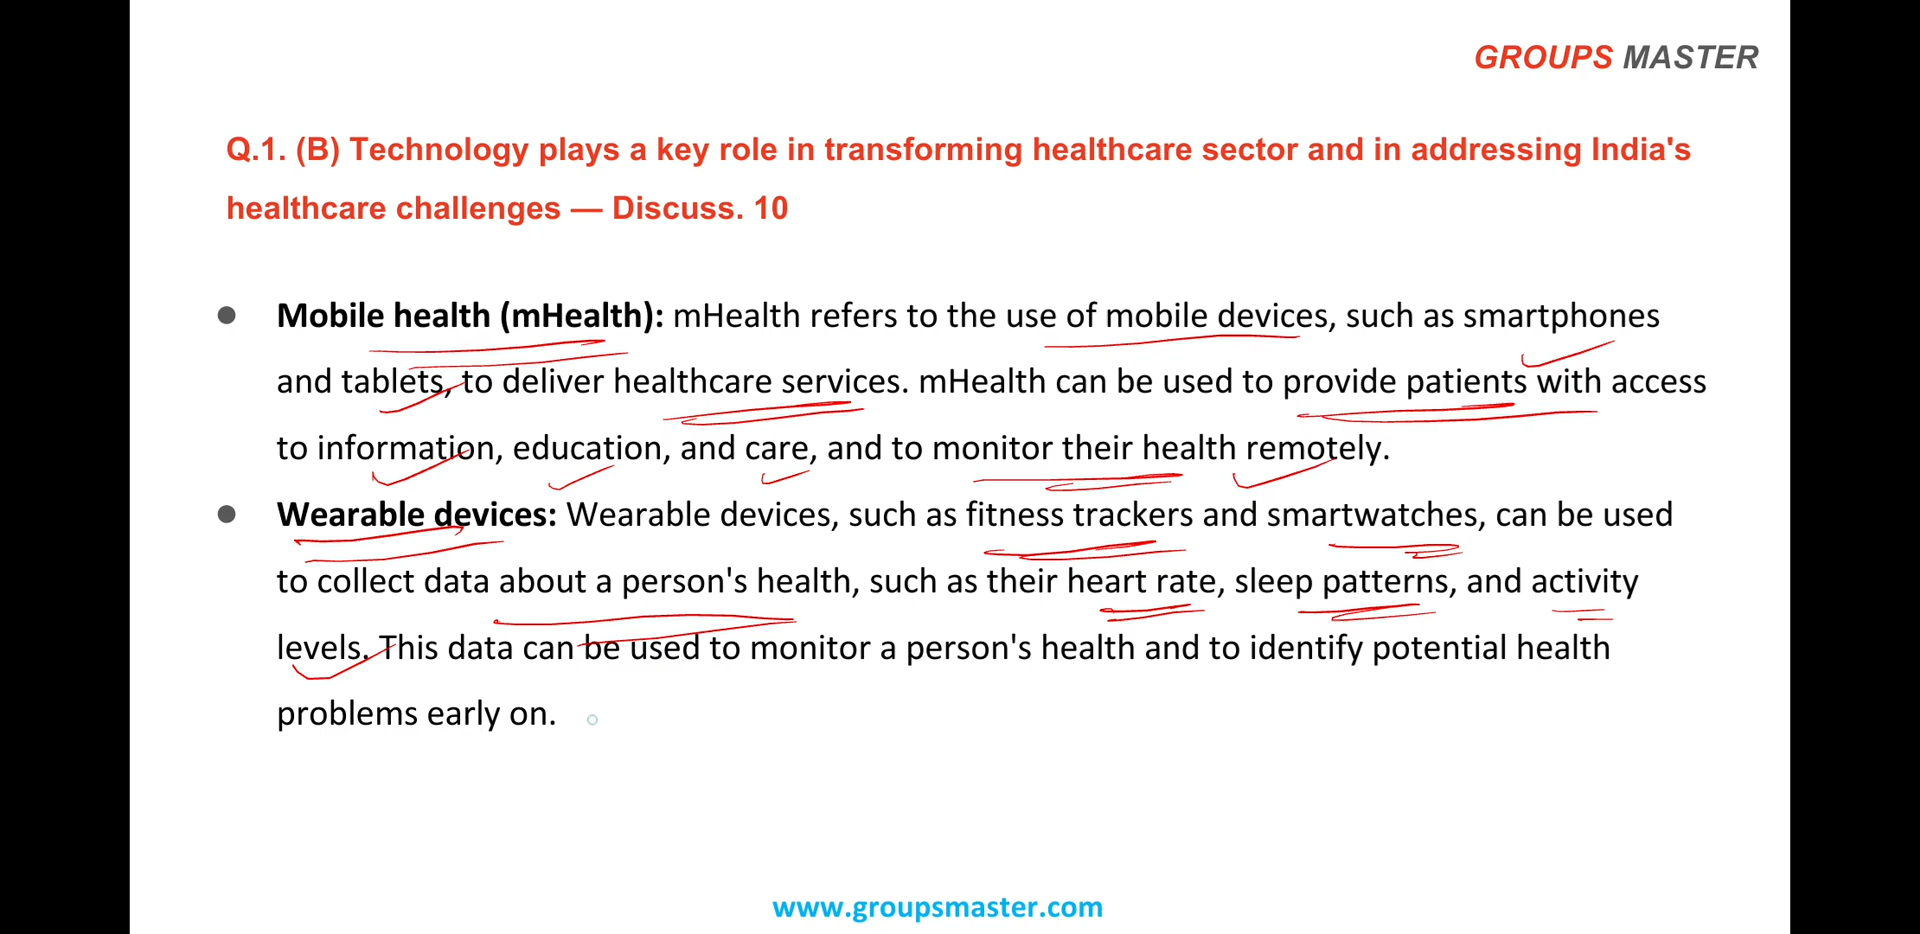 GROUPS MASTER
Q.1. (B) Technology plays a key role in transforming healthcare sector and in addressing India's
healthcare challenges — Discuss. 10
● Mobile health (mHealth): mHealth refers to the use of mobile devices, such as smartphones
and tablets, to deliver healthcare services. mHealth can be used to provide patients with access
to information, education, and care, and to monitor their health remotely.
● Wearable devices: Wearable devices, such as fitness trackers and smartwatches, can be used
to collect data about a person's health, such as their heart rate, sleep patterns, and activity
levels. This data can be used to monitor a person's health and to identify potential health
problems early on.
www.groupsmaster.com